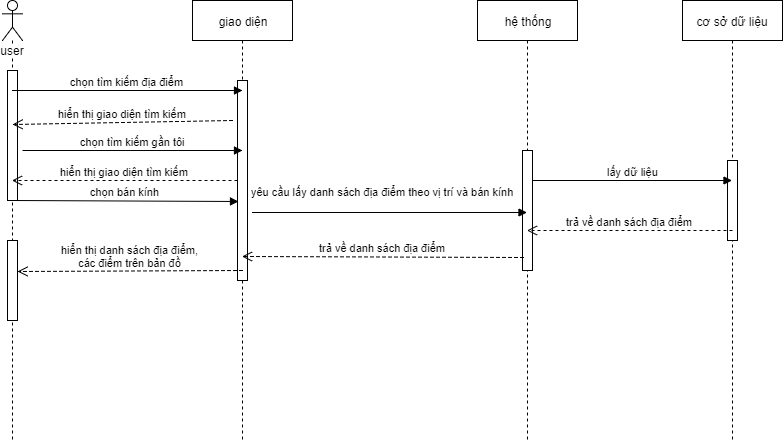 user
giao diện
hệ thống
cơ sở dữ liệu
chọn tìm kiếm địa điểm
hiển thị giao diện tìm kiếm
chọn tìm kiếm gần tôi
hiển thị giao diện tìm kiếm
chọn bán kính
yêu cầu lấy danh sách địa điểm theo vị trí và bán kính
lấy dữ liệu
trả về danh sách địa điểm
trả về danh sách địa điểm
hiển thị danh sách địa điểm,
các điểm trên bản đồ